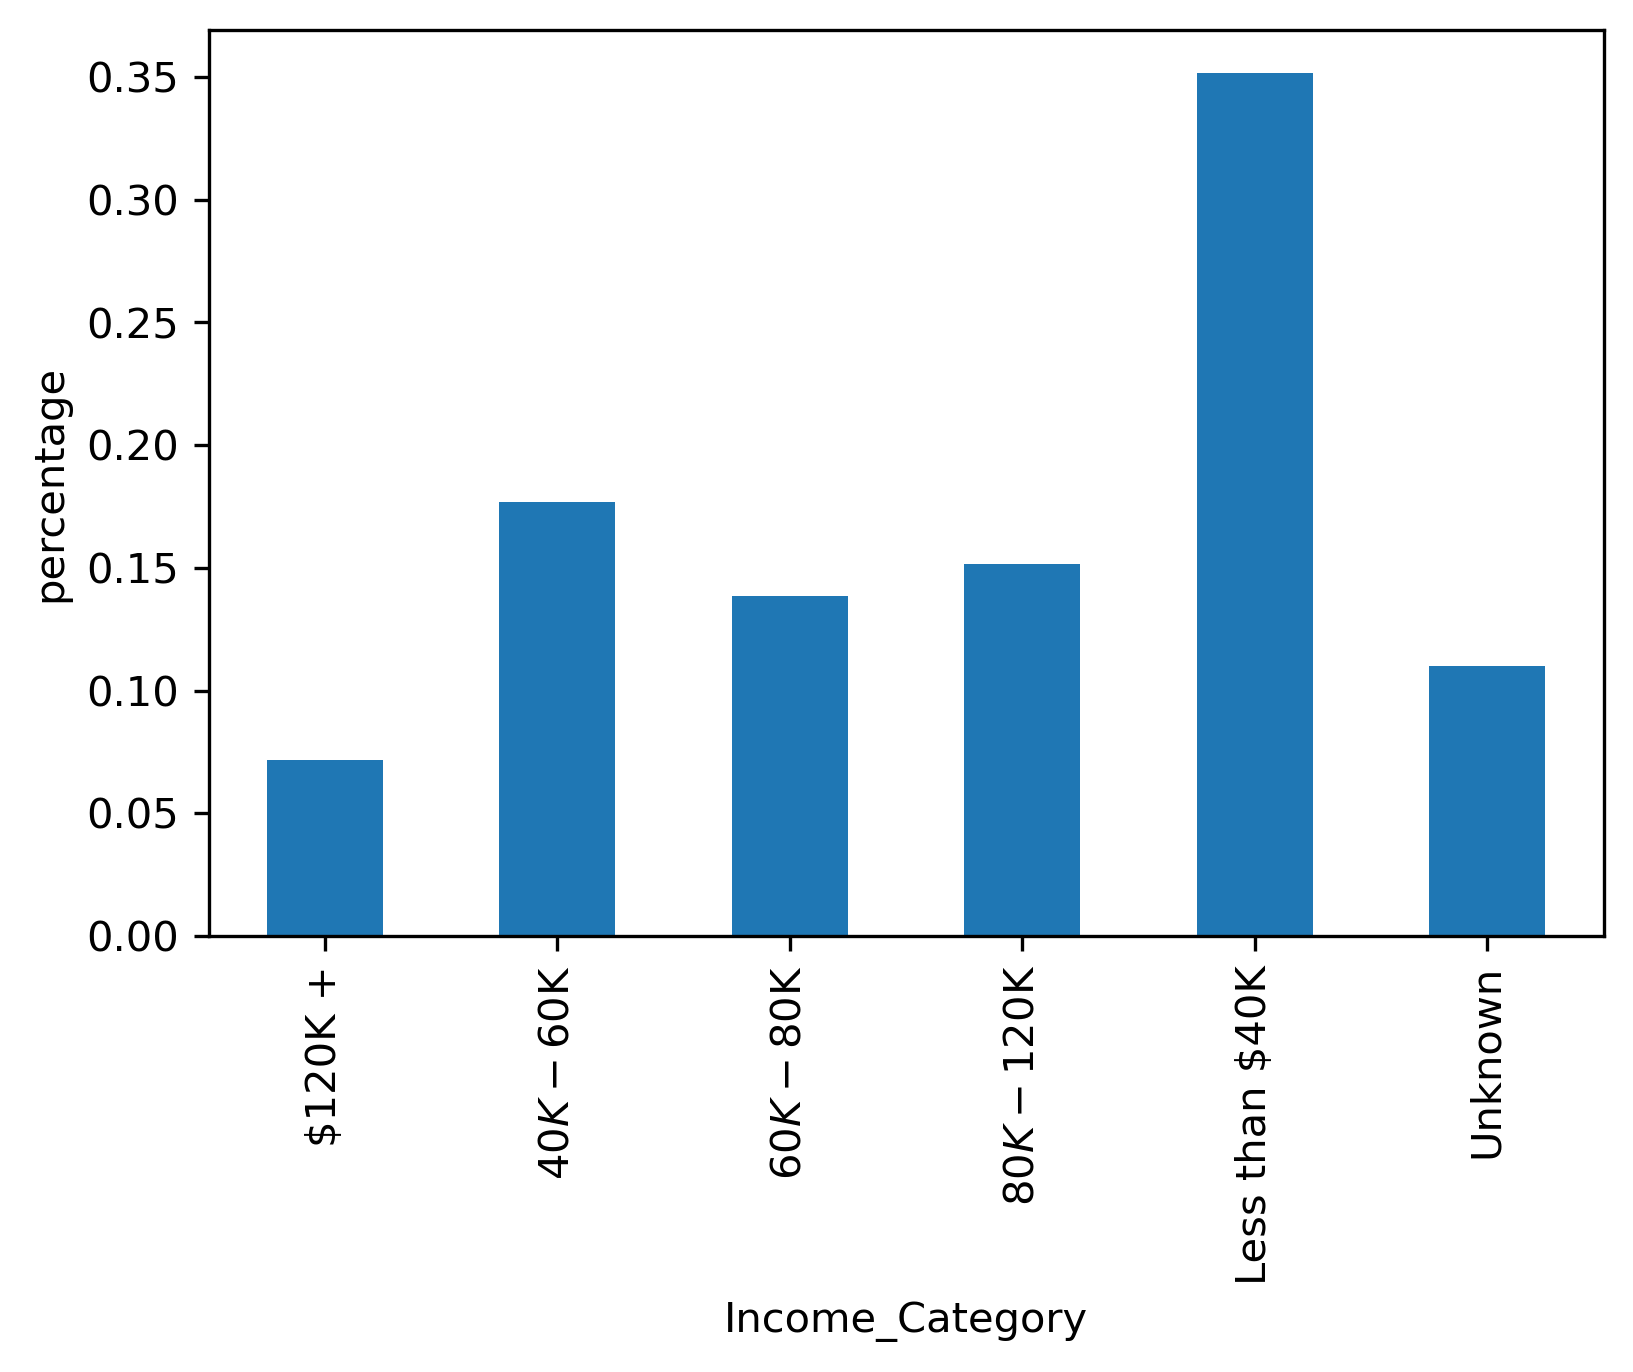 0.35
0.30
0.25
0.20
0.15
0.10
0.05
0.00
percentage
$120K +
40K − 60K
60K − 80K
80K − 120K
Less than $40K
Unknown
Income_Category